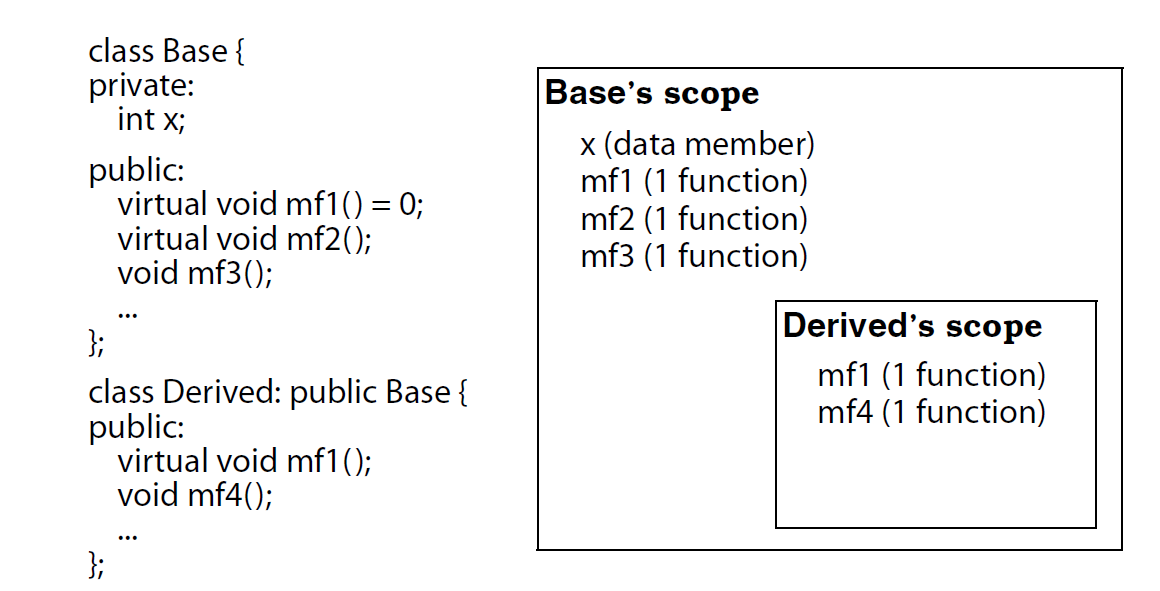 class Base {
private:
int x;
public:
virtual void mf1() = 0;
virtual void mf2();
void mf3();
...
};
class Derived: public Base {
public:
virtual void mf1();
void mf4();
...
};
Base's scope
x (data member)
mf1 (1 function)
mf2 (1 function)
mf3 (1 function)
Derived's scope
mf1 (1 function)
mf4 (1 function)